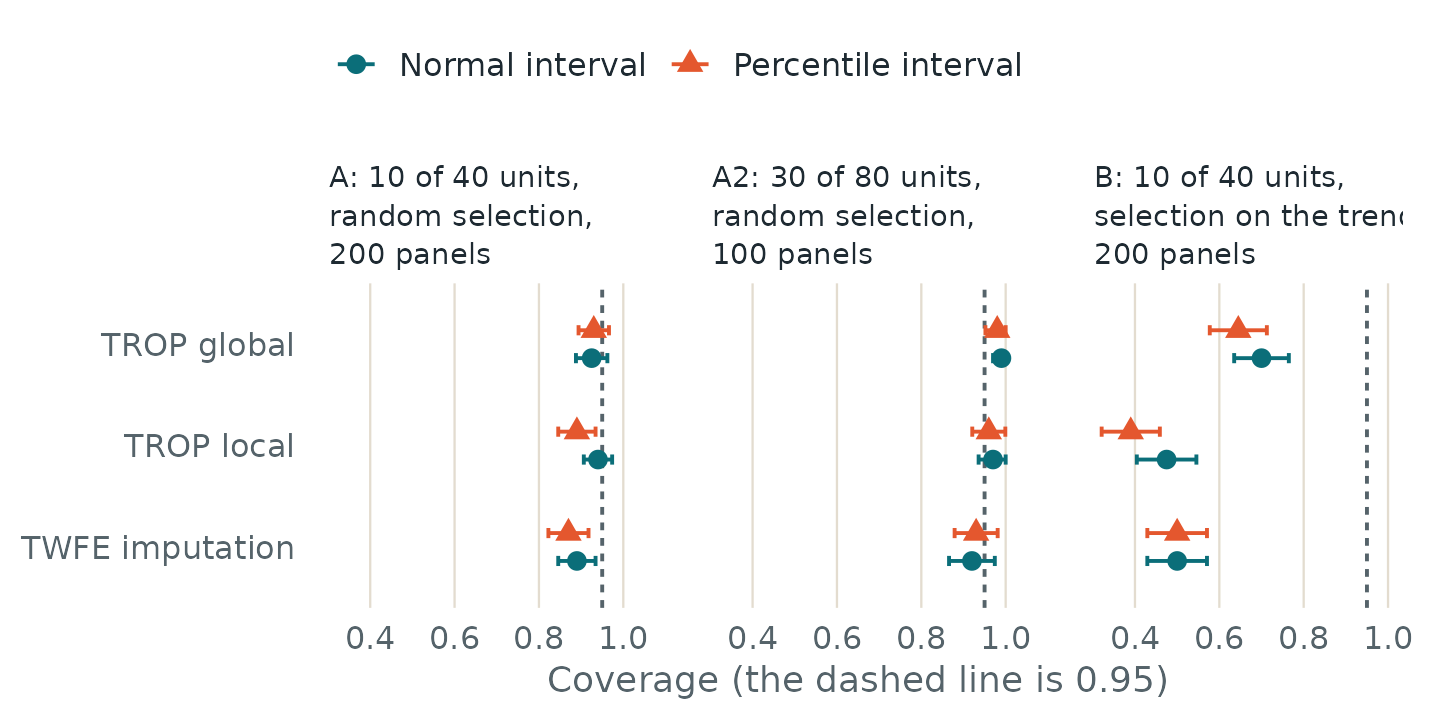 Normal interval Percentile interval
A: 10 of 40 units,
random selection,
200 panels
A2: 30 of 80 units,
random selection,
100 panels
B: 10 of 40 units,
selection on the
200 panels
TROP global
TROP local
TWFE imputation
0.4 0.6 0.8 1.0
0.4 0.6 0.8 1.0
0.4 0.6 0.8 1.0
Coverage (the dashed line is 0.95)